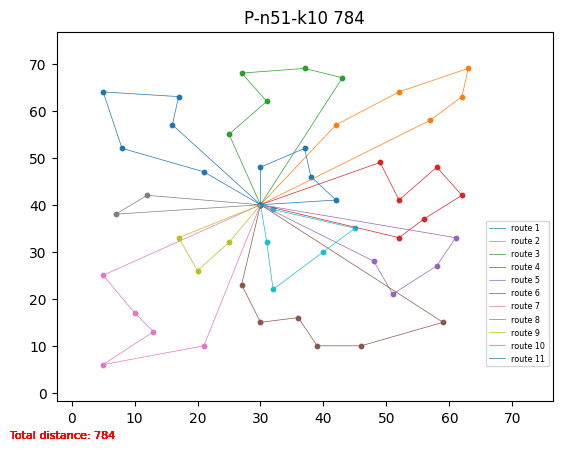 P-n51-k10 784
70
60
50
40
30
20
10
0
0 10 20 30 40 50 60 70
route 1
route 2
route 3
route 4
route 5
route 6
route 7
route 8
route 9
route 10
route 11
Total distance: 784